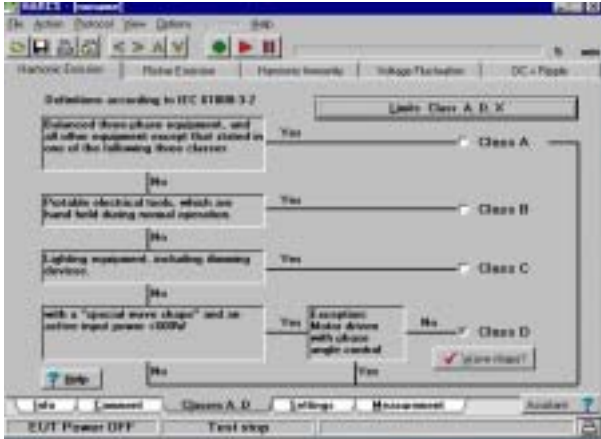 HARCS - [noname]
File Action Protocol View Options Help
Harmonic Emission Flicker Emission Harmonic Immunity Voltage Fluctuation DC + Ripple
Definitions according to IEC 61000-3-2
Limits Class A, D, X
Balanced three-phase equipment, and
all other equipment except that stated in
one of the following three classes
Yes
Class A
No
Portable electrical tools, which are
hand held during normal operation.
Yes
Class B
No
Lighting equipment, including dimming
devices.
Yes
Class C
No
with a "special wave shape" and an
active input power <600W
Yes
Exception:
Motor driven
with phase
angle control
No
Class D
Wave shape?
? Help
No
Yes
Info Comment Classes A..D Settings Measurement Assistant ?
EUT Power OFF Test stop